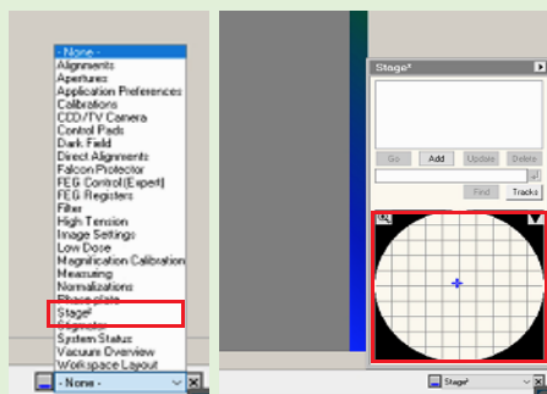 - None -
Alignments
Apertures
Application Preferences
Calibrations
CCD/TV Camera
Control Pads
Dark Field
Direct Alignments
Falcon Protector
FEG Control (Expert)
FEG Registers
Filter
High Tension
Image Settings
Low Dose
Magnification Calibration
Measuring
Normalizations
Phase plate
Stage²
Stigmator
System Status
Vacuum Overview
Workspace Layout
- None -
Stage²
Go Add Update Delete
Find Tracks
Stage²